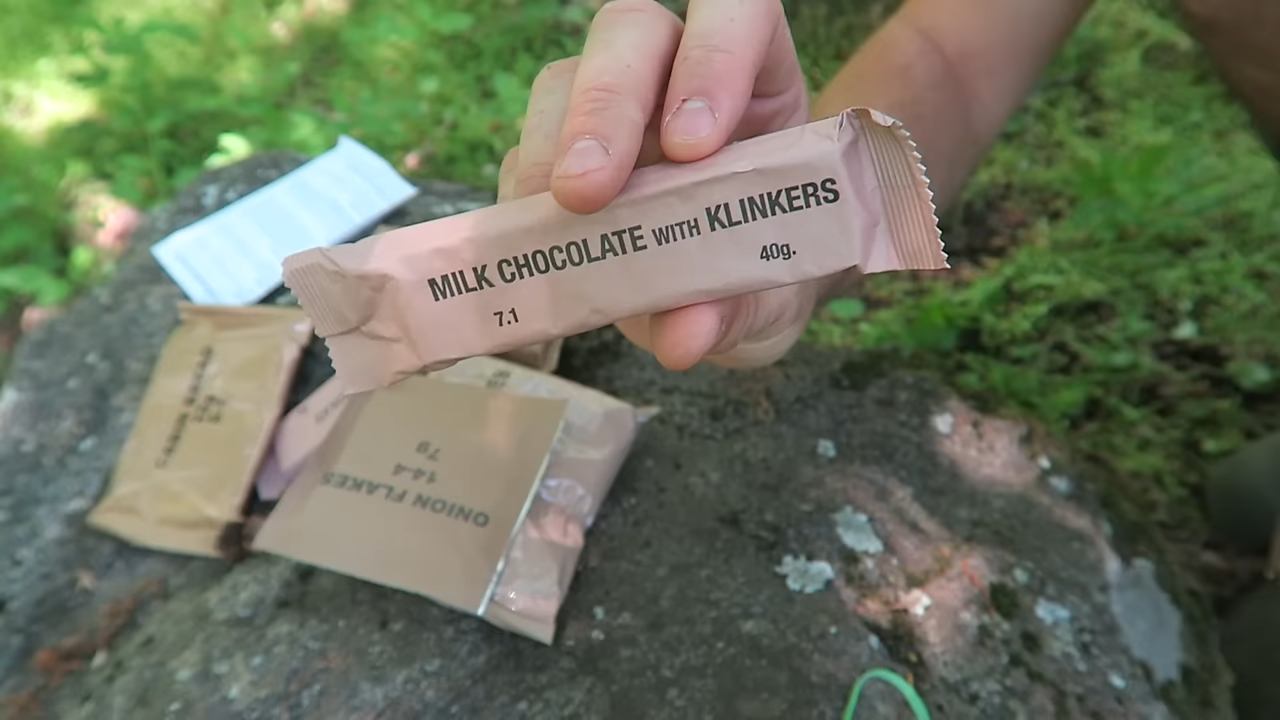 MILK CHOCOLATE WITH KLINKERS
7.1
40g.
ONION FLAKES
14-4
7g